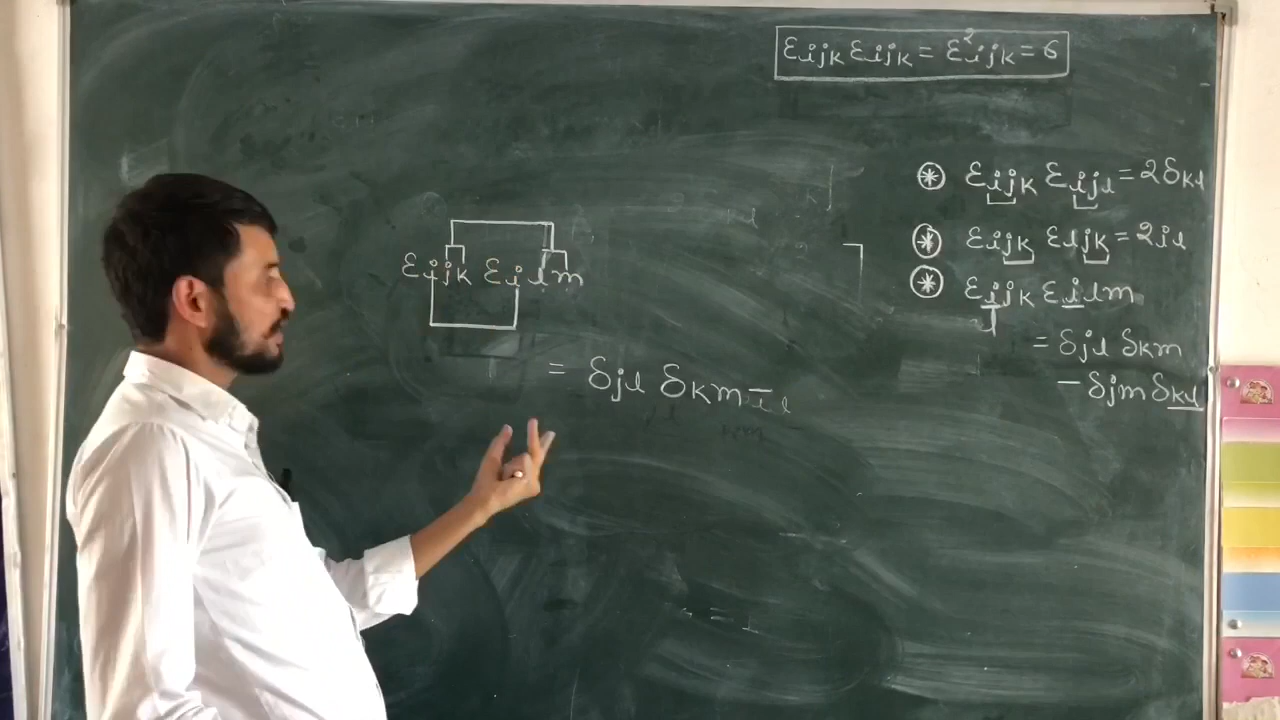 εijk εijk = ε²ijk = 6
⊛ εijk εijl = 2δkl
⊛ εijk εljk = 2il
⊛ εijk εilm
= δjl δkm
- δjm δkl
εijk εilm
= δjl δkm